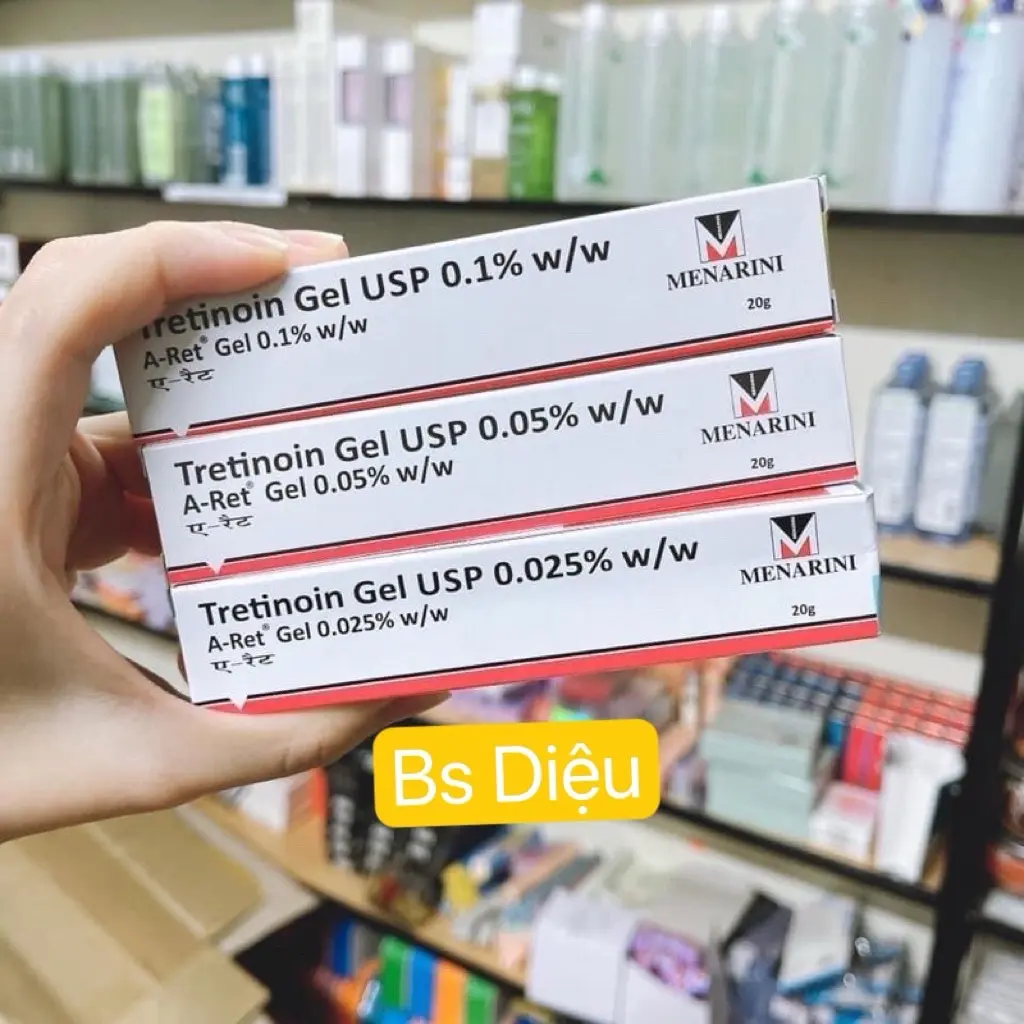 Tretinoin Gel USP 0.1% w/w
A-Ret® Gel 0.1% w/w
ए-रैट
MENARINI
20g
Tretinoin Gel USP 0.05% w/w
A-Ret® Gel 0.05% w/w
ए-रैट
MENARINI
20g
Tretinoin Gel USP 0.025% w/w
A-Ret® Gel 0.025% w/w
ए-रैट
MENARINI
20g
Bs Diệu